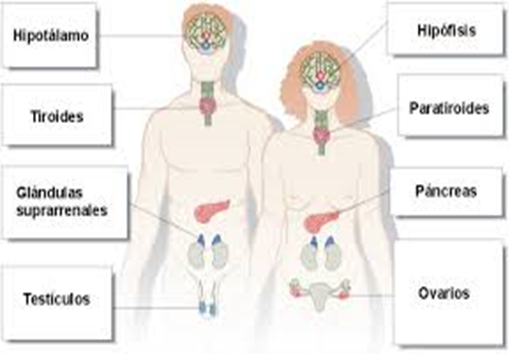 Hipotálamo
Hipófisis
Tiroides
Paratiroides
Glándulas
suprarrenales
Páncreas
Testículos
Ovarios